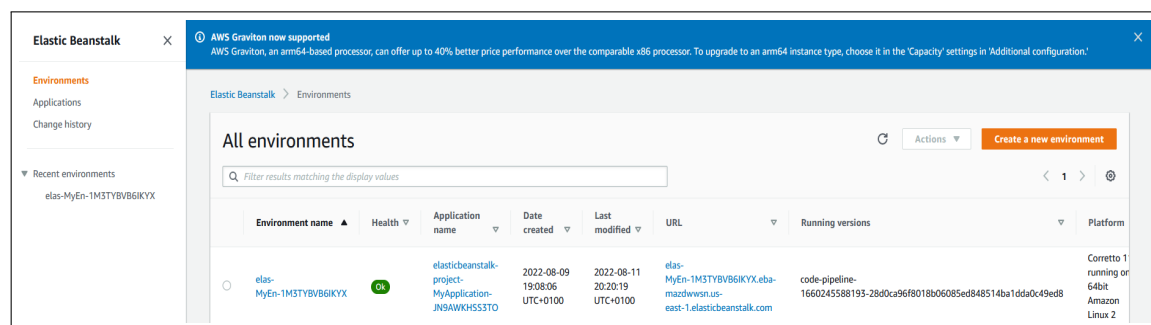 Elastic Beanstalk
AWS Graviton now supported
AWS Graviton, an arm64-based processor, can offer up to 40% better price performance over the comparable x86 processor. To upgrade to an arm64 instance type, choose it in the 'Capacity' settings in 'Additional configuration.'
Environments
Applications
Change history
Recent environments
elas-MyEn-1M3TYBVB6IKYX
Elastic Beanstalk > Environments
All environments
Actions
Create a new environment
Filter results matching the display values
< 1 >
Environment name Health Application name Date created Last modified URL Running versions Platform
elas-
MyEn-1M3TYBVB6IKYX
Ok
elasticbeanstalk-
project-
MyApplication-
JN9AWKHSS3TO
2022-08-09
19:08:06
UTC+0100
2022-08-11
20:20:19
UTC+0100
elas-
MyEn-1M3TYBVB6IKYX.eba-
mazdwwsn.us-
east-1.elasticbeanstalk.com
code-pipeline-
1660245588193-28d0ca96f8018b06085ed848514ba1dda0c49ed8
Corretto 1
running on
64bit
Amazon
Linux 2